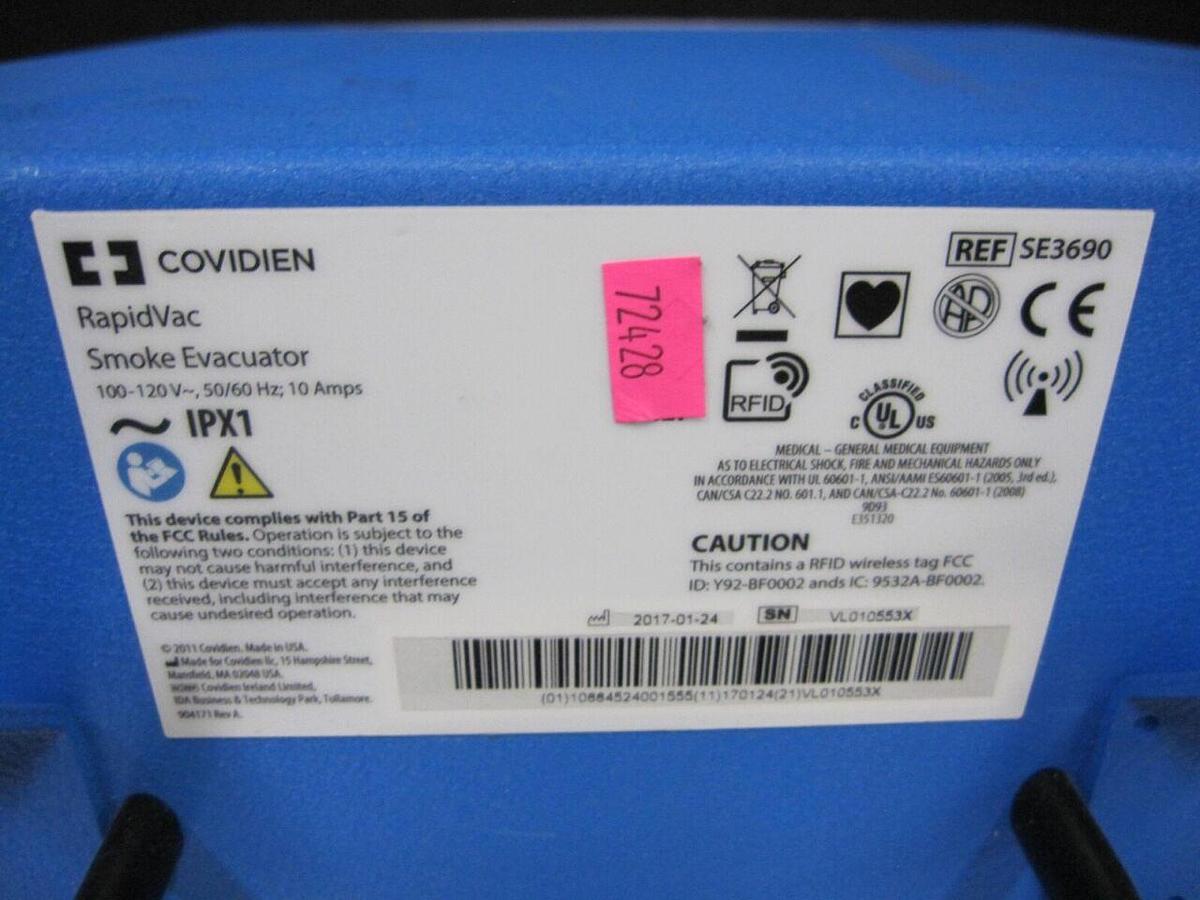 COVIDIEN
RapidVac
Smoke Evacuator
100-120 V~, 50/60 Hz; 10 Amps
IPX1
This device complies with Part 15 of
the FCC Rules. Operation is subject to the
following two conditions: (1) this device
may not cause harmful interference, and
(2) this device must accept any interference
received, including interference that may
cause undesired operation.
© 2011 Covidien. Made in USA.
Made for Covidien llc, 15 Hampshire Street,
Mansfield, MA 02048 USA.
Covidien Ireland Limited,
IDA Business & Technology Park, Tullamore.
904171 Rev A.
72428
REF SE3690
RFID
CLASSIFIED
C UL US
MEDICAL – GENERAL MEDICAL EQUIPMENT
AS TO ELECTRICAL SHOCK, FIRE AND MECHANICAL HAZARDS ONLY
IN ACCORDANCE WITH UL 60601-1, ANSI/AAMI ES60601-1 (2005, 3rd ed.),
CAN/CSA C22.2 NO. 601.1, AND CAN/CSA-C22.2 No. 60601-1 (2008)
9D93
E351320
CAUTION
This contains a RFID wireless tag FCC
ID: Y92-BF0002 ands IC: 9532A-BF0002.
2017-01-24 SN VL010553X
(01)10884524001555(11)170124(21)VL010553X